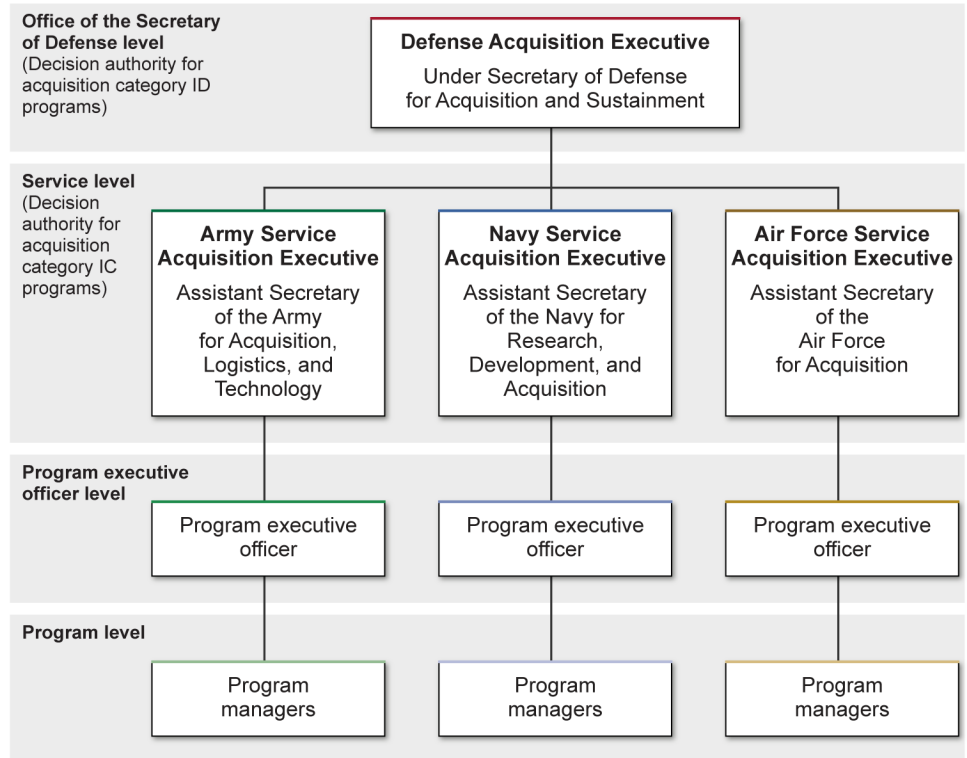 Office of the Secretary
of Defense level
(Decision authority for
acquisition category ID
programs)
Defense Acquisition Executive
Under Secretary of Defense
for Acquisition and Sustainment
Service level
(Decision
authority for
acquisition
category IC
programs)
Army Service
Acquisition Executive
Assistant Secretary
of the Army
for Acquisition,
Logistics, and
Technology
Navy Service
Acquisition Executive
Assistant Secretary
of the Navy for
Research,
Development, and
Acquisition
Air Force Service
Acquisition Executive
Assistant Secretary
of the
Air Force
for Acquisition
Program executive
officer level
Program executive
officer
Program executive
officer
Program executive
officer
Program level
Program
managers
Program
managers
Program
managers